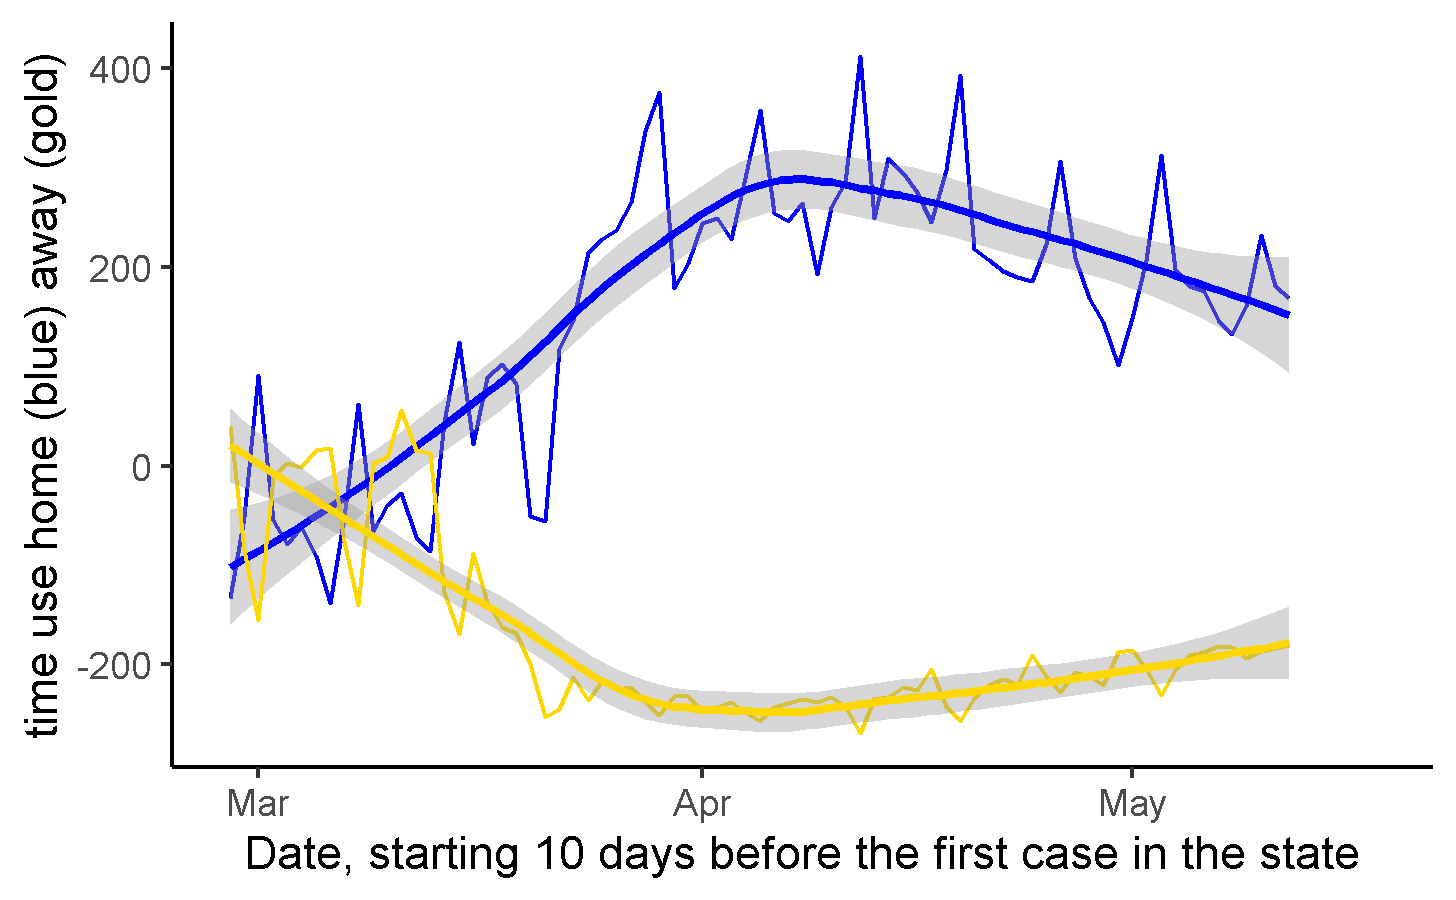 time use home (blue) away (gold)
400
200
0
-200
Mar
Apr
May
Date, starting 10 days before the first case in the state